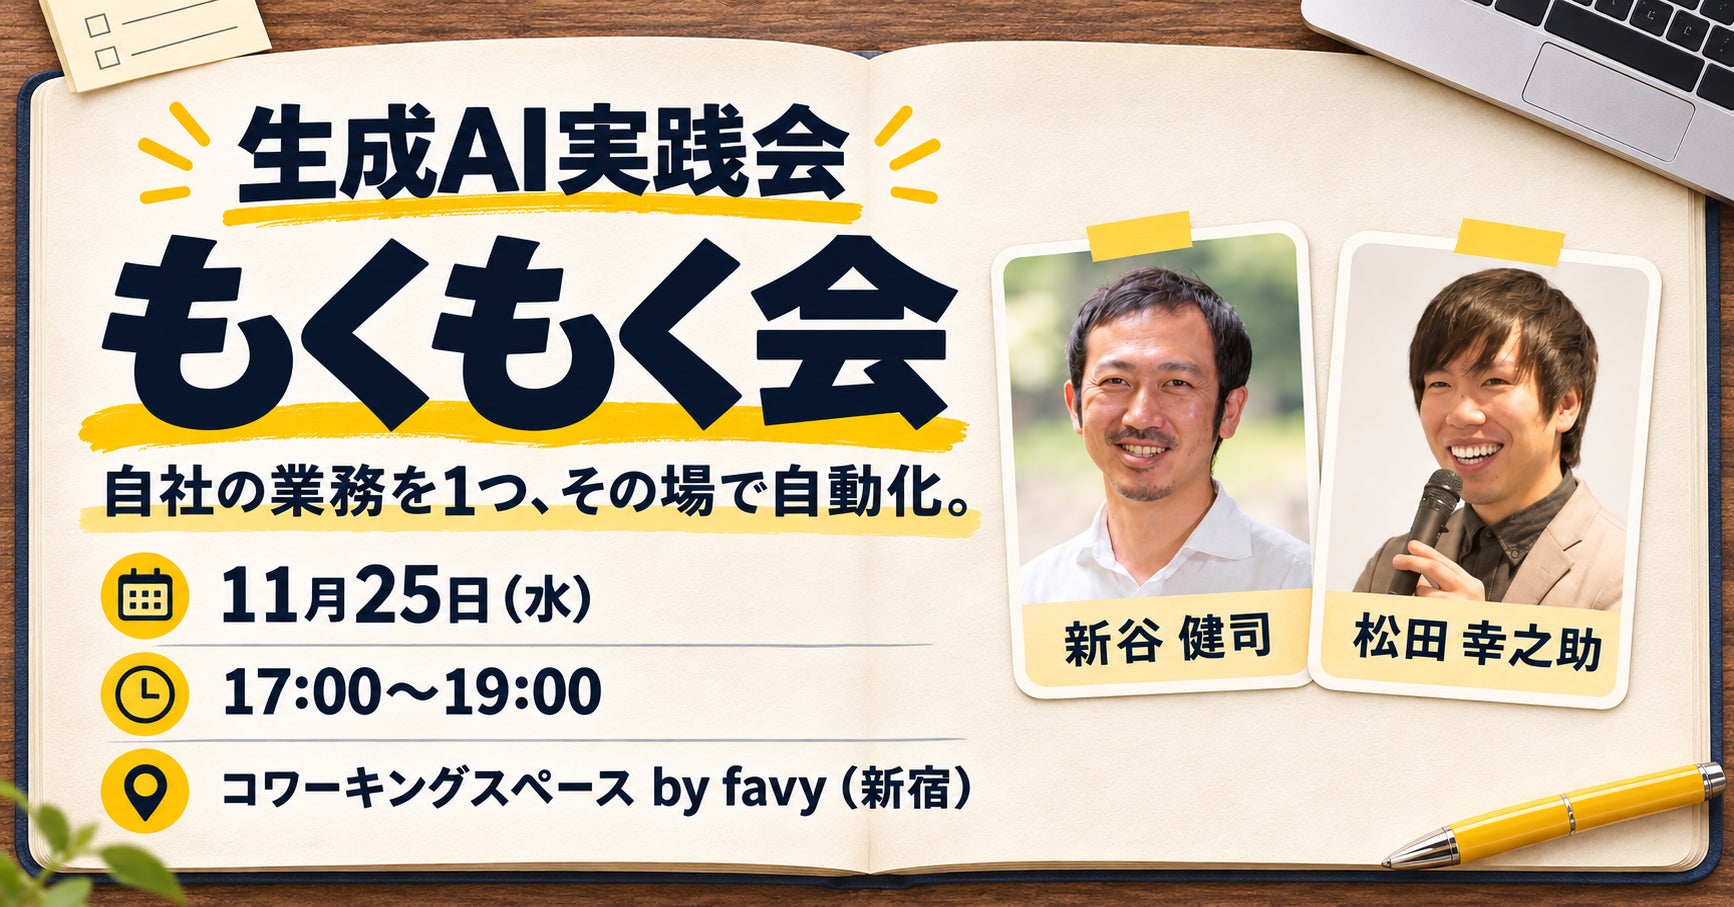 生成AI実践会
もくもく会
自社の業務を1つ、その場で自動化。
11月25日（水）
17:00〜19:00
コワーキングスペース by favy（新宿）
新谷 健司
松田 幸之助